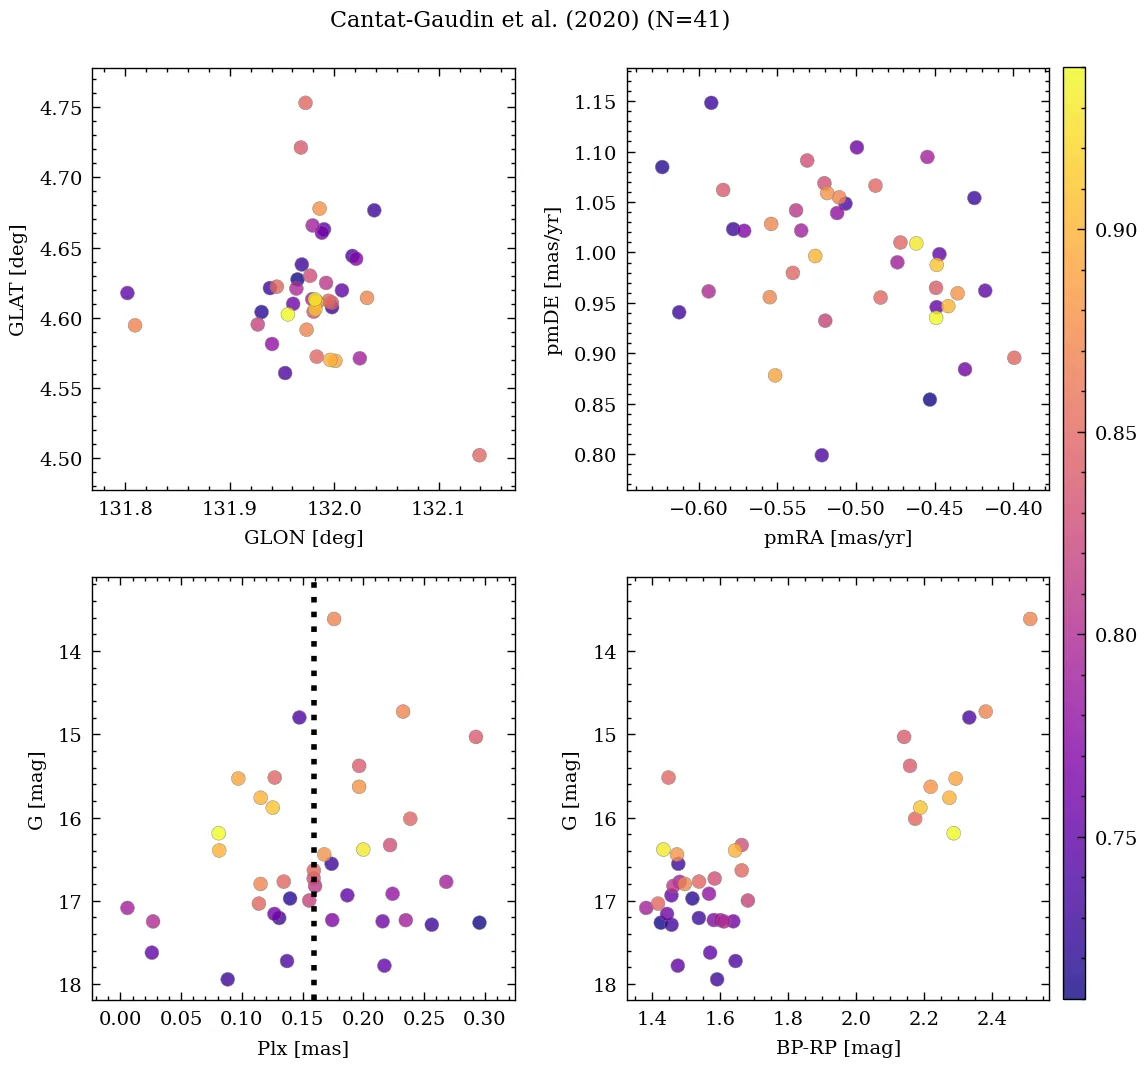 Cantat-Gaudin et al. (2020) (N=41)
4.75
4.70
4.65
4.60
4.55
4.50
GLAT [deg]
131.8 131.9 132.0 132.1
GLON [deg]
1.15
1.10
1.05
1.00
0.95
0.90
0.85
0.80
pmDE [mas/yr]
−0.60 −0.55 −0.50 −0.45 −0.40
pmRA [mas/yr]
14
15
16
17
18
G [mag]
0.00 0.05 0.10 0.15 0.20 0.25 0.30
Plx [mas]
14
15
16
17
18
G [mag]
1.4 1.6 1.8 2.0 2.2 2.4
BP-RP [mag]
0.90
0.85
0.80
0.75